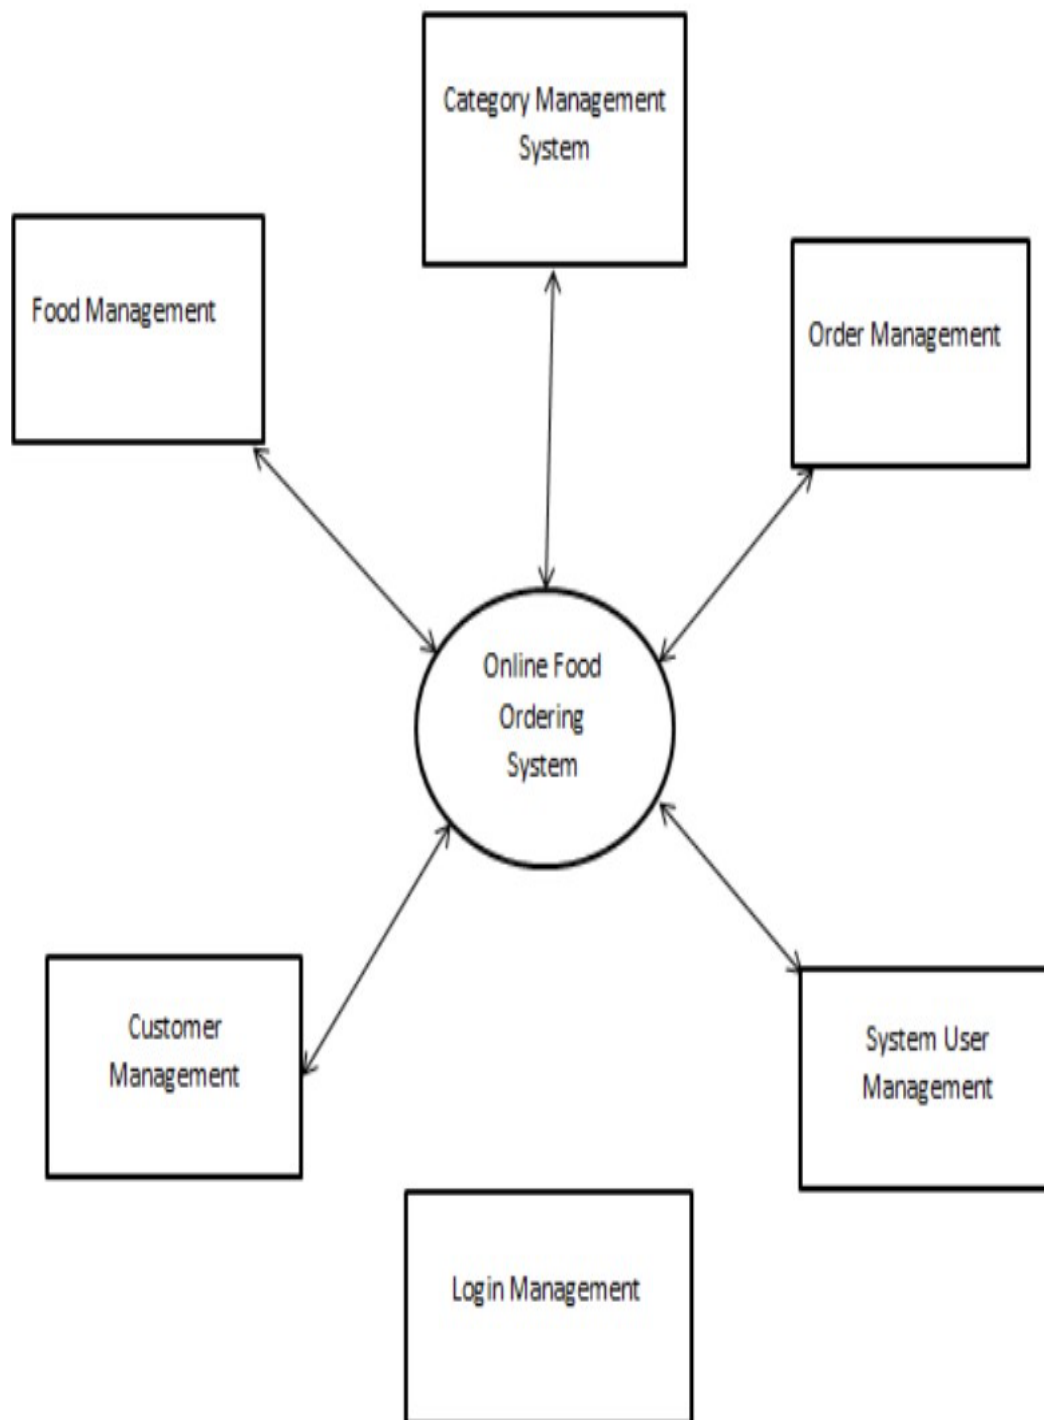 Category Management
System
Food Management
Order Management
Online Food
Ordering
System
Customer
Management
System User
Management
Login Management